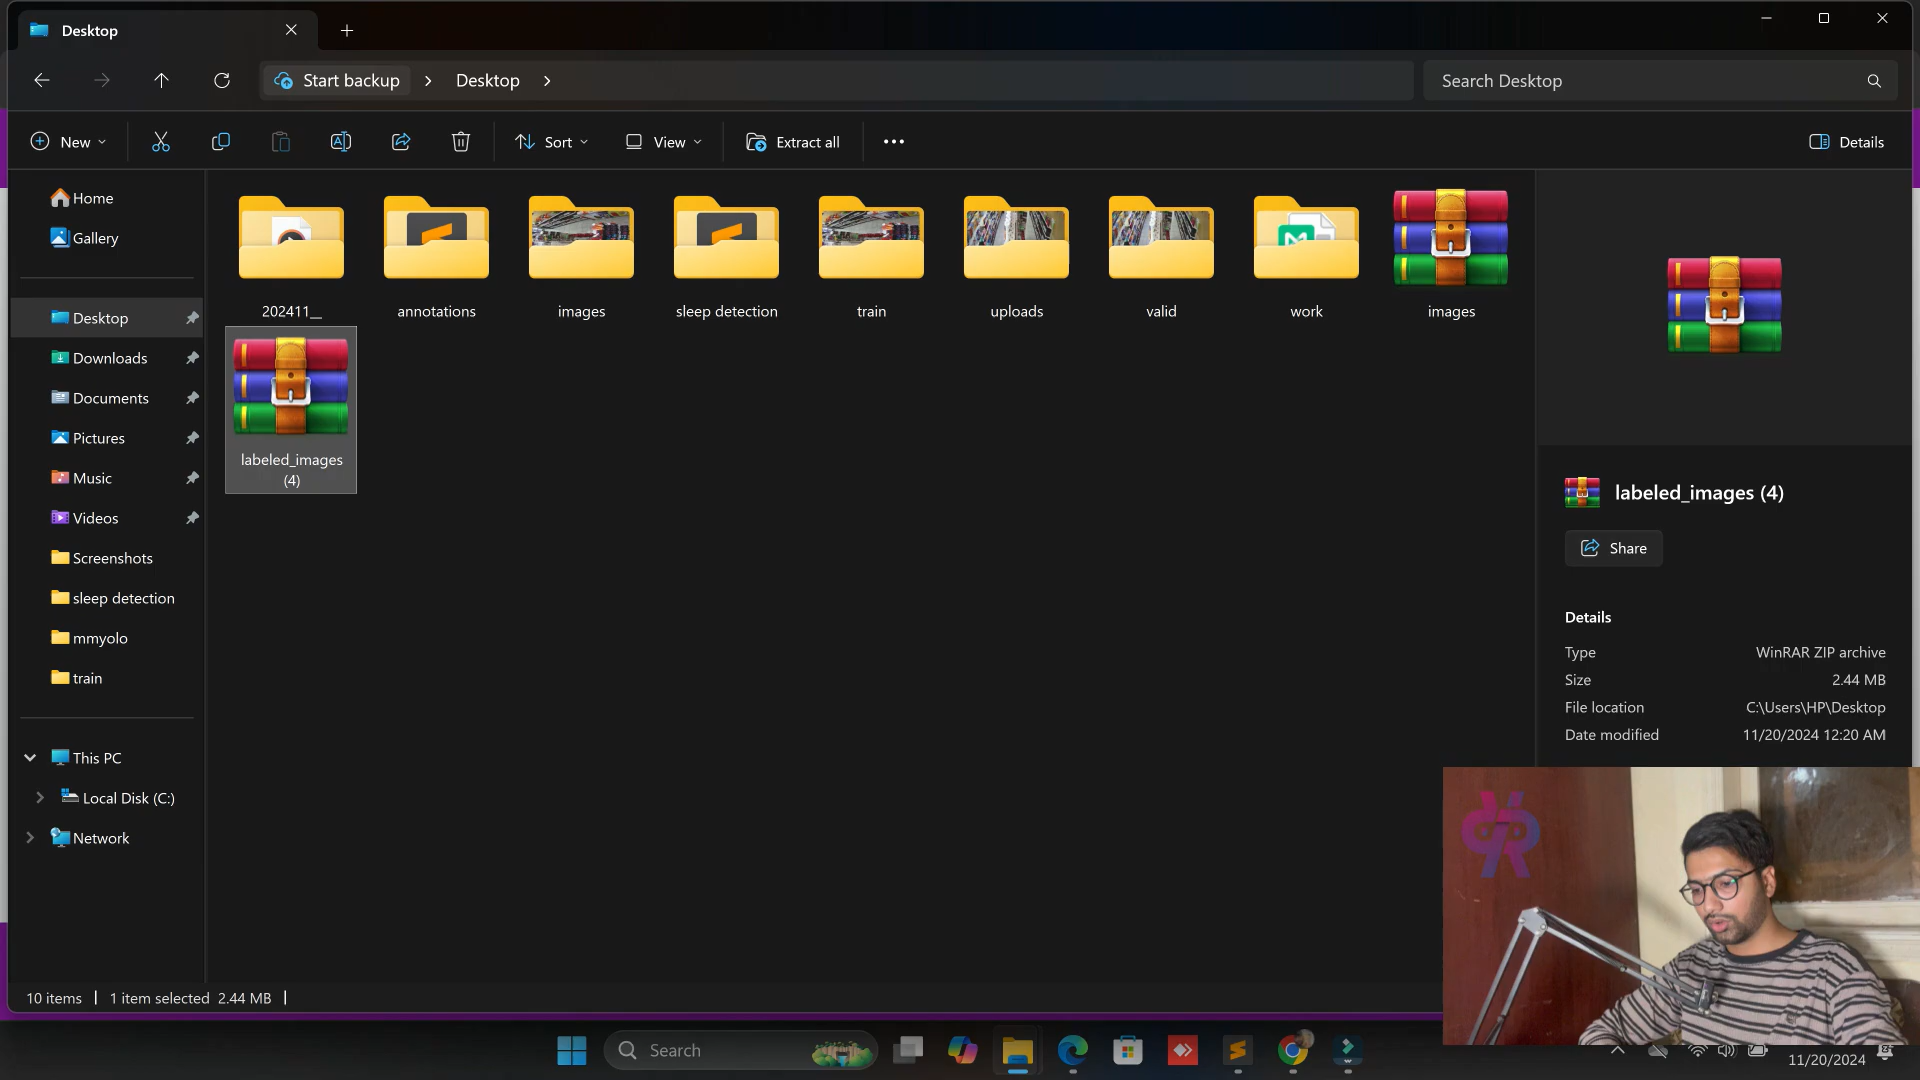 Desktop
Start backup
Desktop
Search Desktop
New
Sort
View
Extract all
Details
Home
Gallery
Desktop
Downloads
Documents
Pictures
Music
Videos
Screenshots
sleep detection
mmyolo
train
This PC
Local Disk (C:)
Network
202411__
annotations
images
sleep detection
train
uploads
valid
work
images
labeled_images
(4)
labeled_images (4)
Share
Details
Type WinRAR ZIP archive
Size 2.44 MB
File location C:\Users\HP\Desktop
Date modified 11/20/2024 12:20 AM
10 items
1 item selected 2.44 MB
Search
11/20/2024